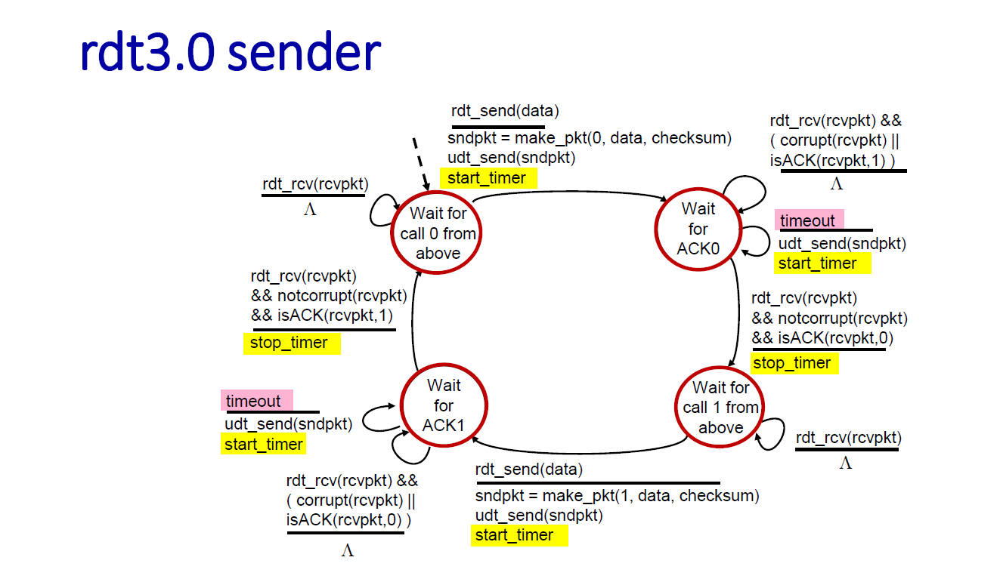 rdt3.0 sender
rdt_send(data)
sndpkt = make_pkt(0, data, checksum)
udt_send(sndpkt)
start_timer
rdt_rcv(rcvpkt) &&
( corrupt(rcvpkt) ||
isACK(rcvpkt,1) )
Λ
rdt_rcv(rcvpkt)
Λ
Wait for
call 0 from
above
Wait
for
ACK0
timeout
udt_send(sndpkt)
start_timer
rdt_rcv(rcvpkt)
&& notcorrupt(rcvpkt)
&& isACK(rcvpkt,1)
stop_timer
rdt_rcv(rcvpkt)
&& notcorrupt(rcvpkt)
&& isACK(rcvpkt,0)
stop_timer
Wait
for
ACK1
Wait for
call 1 from
above
timeout
udt_send(sndpkt)
start_timer
rdt_rcv(rcvpkt)
Λ
rdt_rcv(rcvpkt) &&
( corrupt(rcvpkt) ||
isACK(rcvpkt,0) )
Λ
rdt_send(data)
sndpkt = make_pkt(1, data, checksum)
udt_send(sndpkt)
start_timer